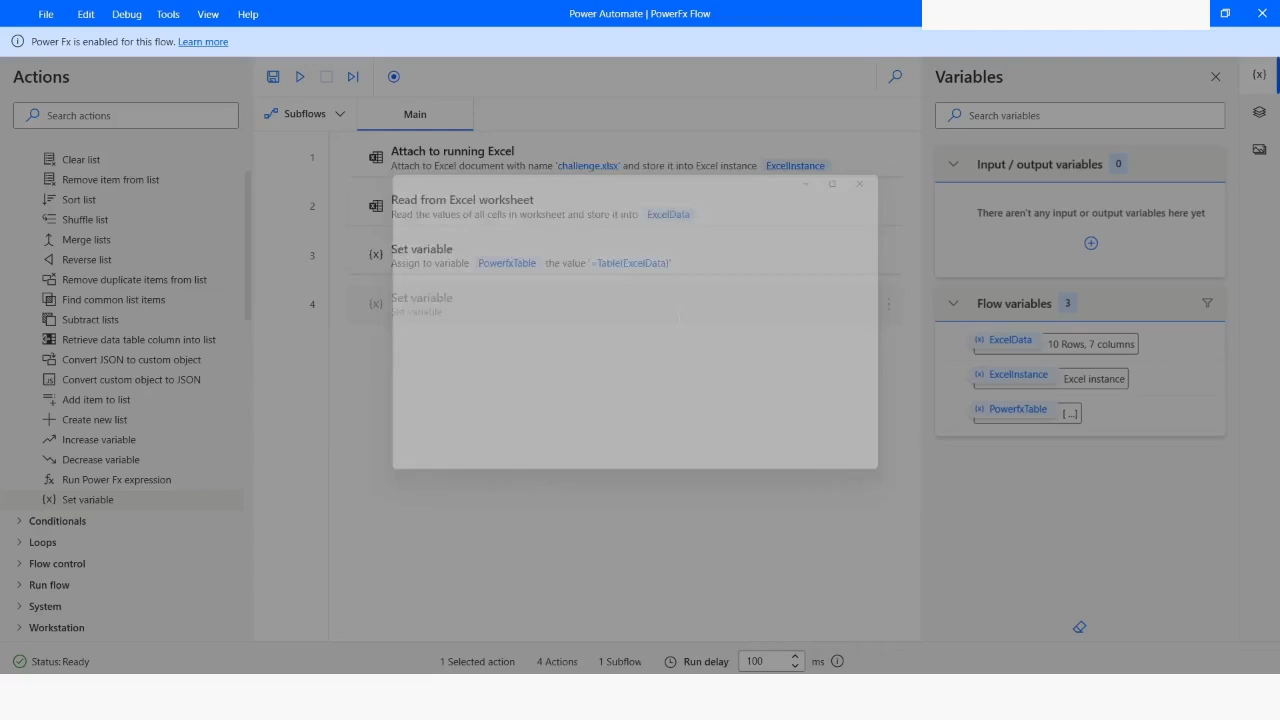 File Edit Debug Tools View Help Power Automate | PowerFx Flow
Power Fx is enabled for this flow. Learn more
Actions
Search actions
Clear list
Remove item from list
Sort list
Shuffle list
Merge lists
Reverse list
Remove duplicate items from list
Find common list items
Subtract lists
Retrieve data table column into list
Convert JSON to custom object
Convert custom object to JSON
Add item to list
Create new list
Increase variable
Decrease variable
Run Power Fx expression
{x} Set variable
Conditionals
Loops
Flow control
Run flow
System
Workstation
Subflows Main
1 Attach to running Excel
Attach to Excel document with name 'challenge.xlsx' and store it into Excel instance ExcelInstance
2 Read from Excel worksheet
Read the values of all cells in worksheet and store it into ExcelData
3 {x} Set variable
Assign to variable PowerfxTable the value '=Table(ExcelData)'
4 {x} Set variable
Set variable
Variables
Search variables
Input / output variables 0
There aren't any input or output variables here yet
Flow variables 3
{x} ExcelData 10 Rows, 7 columns
{x} ExcelInstance Excel instance
{x} PowerfxTable [ ...]
{x}
Status: Ready 1 Selected action 4 Actions 1 Subflow Run delay 100 ms